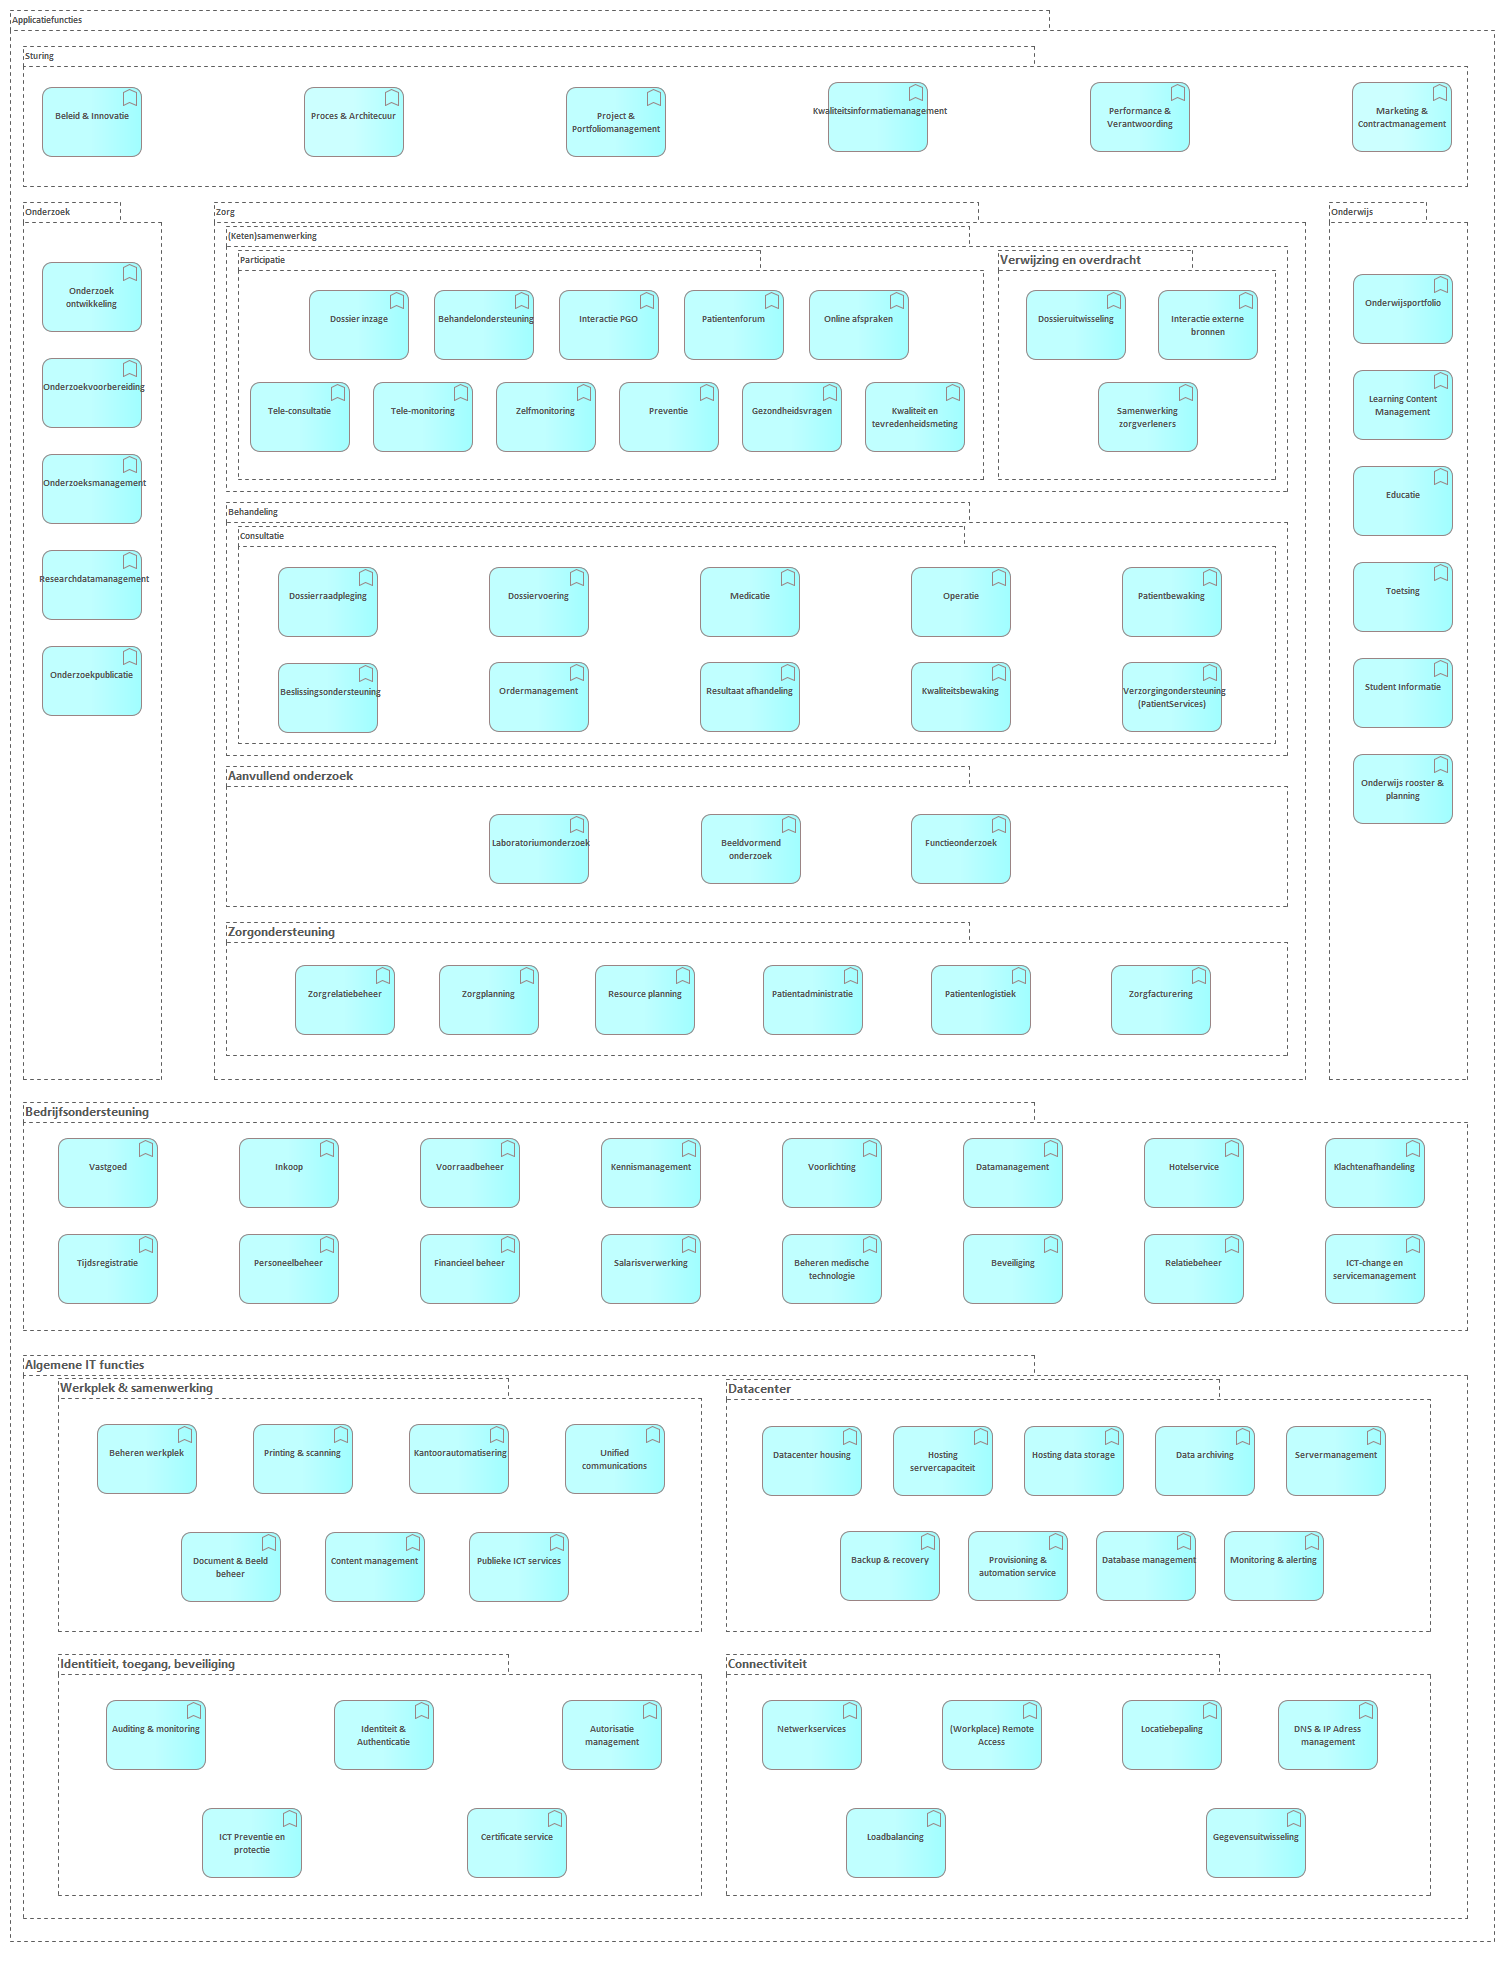 Applicatiefuncties
Sturing
Beleid & Innovatie
Proces & Architecuur
Project &
Portfoliomanagement
Kwaliteitsinformatiemanagement
Performance &
Verantwoording
Marketing &
Contractmanagement
Onderzoek
Onderzoek
ontwikkeling
Onderzoekvoorbereiding
Onderzoeksmanagement
Researchdatamanagement
Onderzoekpublicatie
Zorg
(Keten)samenwerking
Participatie
Dossier inzage
Behandelondersteuning
Interactie PGO
Patientenforum
Online afspraken
Tele-consultatie
Tele-monitoring
Zelfmonitoring
Preventie
Gezondheidsvragen
Kwaliteit en
tevredenheidsmeting
Verwijzing en overdracht
Dossieruitwisseling
Interactie externe
bronnen
Samenwerking
zorgverleners
Behandeling
Consultatie
Dossierraadpleging
Dossiervoering
Medicatie
Operatie
Patientbewaking
Beslissingsondersteuning
Ordermanagement
Resultaat afhandeling
Kwaliteitsbewaking
Verzorgingondersteuning
(PatientServices)
Aanvullend onderzoek
Laboratoriumonderzoek
Beeldvormend
onderzoek
Functieonderzoek
Zorgondersteuning
Zorgrelatiebeheer
Zorgplanning
Resource planning
Patientadministratie
Patientenlogistiek
Zorgfacturering
Onderwijs
Onderwijsportfolio
Learning Content
Management
Educatie
Toetsing
Student Informatie
Onderwijs rooster &
planning
Bedrijfsondersteuning
Vastgoed
Inkoop
Voorraadbeheer
Kennismanagement
Voorlichting
Datamanagement
Hotelservice
Klachtenafhandeling
Tijdsregistratie
Personeelbeheer
Financieel beheer
Salarisverwerking
Beheren medische
technologie
Beveiliging
Relatiebeheer
ICT-change en
servicemanagement
Algemene IT functies
Werkplek & samenwerking
Beheren werkplek
Printing & scanning
Kantoorautomatisering
Unified
communications
Document & Beeld
beheer
Content management
Publieke ICT services
Datacenter
Datacenter housing
Hosting
servercapaciteit
Hosting data storage
Data archiving
Servermanagement
Backup & recovery
Provisioning &
automation service
Database management
Monitoring & alerting
Identitieit, toegang, beveiliging
Auditing & monitoring
Identiteit &
Authenticatie
Autorisatie
management
ICT Preventie en
protectie
Certificate service
Connectiviteit
Netwerkservices
(Workplace) Remote
Access
Locatiebepaling
DNS & IP Adress
management
Loadbalancing
Gegevensuitwisseling